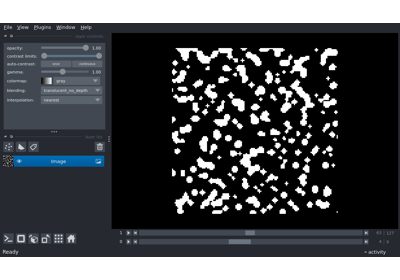 File View Plugins Window Help
opacity: 1.00
contrast limits:
auto-contrast: once continuous
gamma: 1.00
colormap: gray
blending: translucent_no_depth
interpolation: nearest
Image
1
0
Ready
activity